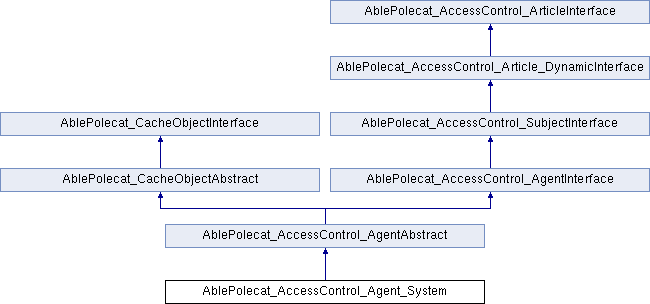 AblePolecat_AccessControl_ArticleInterface
AblePolecat_AccessControl_Article_DynamicInterface
AblePolecat_CacheObjectInterface
AblePolecat_AccessControl_SubjectInterface
AblePolecat_CacheObjectAbstract
AblePolecat_AccessControl_AgentInterface
AblePolecat_AccessControl_AgentAbstract
AblePolecat_AccessControl_Agent_System